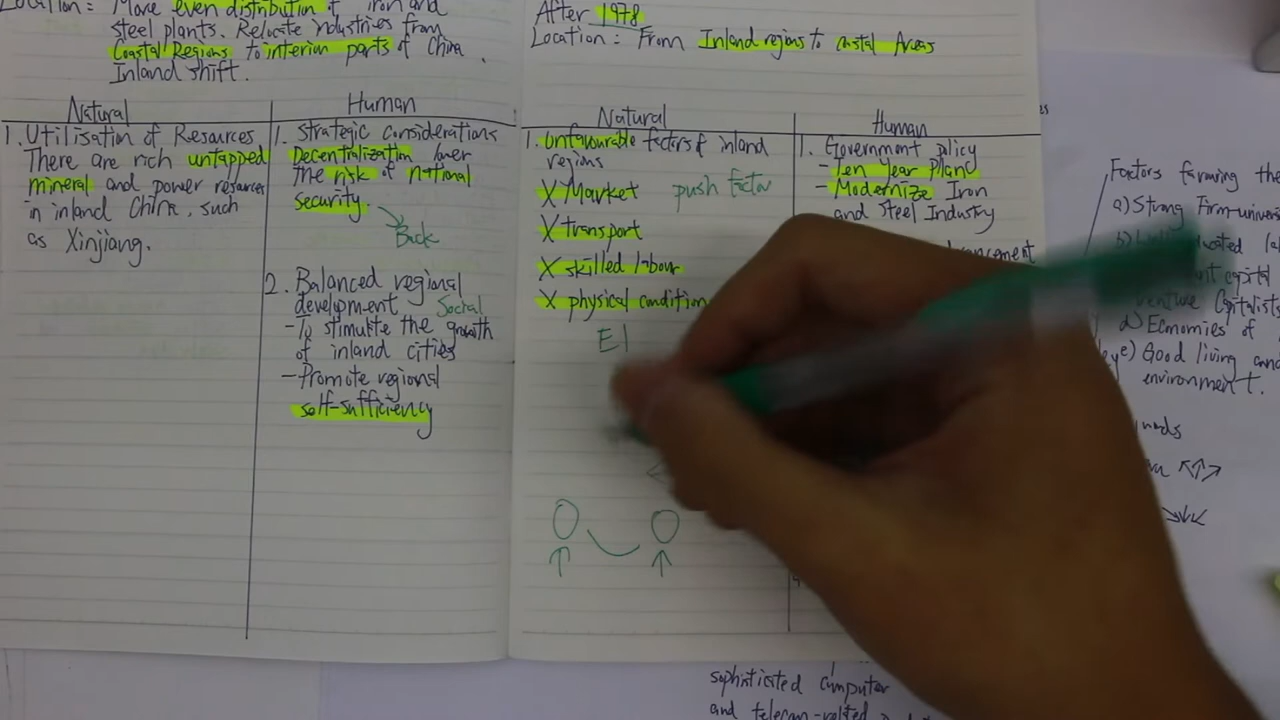 Location: More even distribution of iron and
steel plants. Relocate industries from
Coastal Regions to interior parts of China.
Inland shift.
Natural
1. Utilisation of Resources
There are rich untapped
mineral and power resources
in inland China, such
as Xinjiang.
Human
1. Strategic considerations
Decentralization lower
the risk of national
security.
Back
2. Balanced regional
development Social
- To stimulate the growth
of inland cities
- Promote regional
self-sufficiency
After 1978
Location: From Inland regions to coastal Areas
Natural
1. Unfavourable factors of inland
regions
X Market push factor
X transport
X skilled labour
X physical condition
Human
1. Government policy
- Ten Year Plan
- Modernize Iron
and Steel Industry
Factors forming the
a) Strong Firm-univers
d) Economies of
e) Good living and
environment.
sophisticated computer
and telecom-related